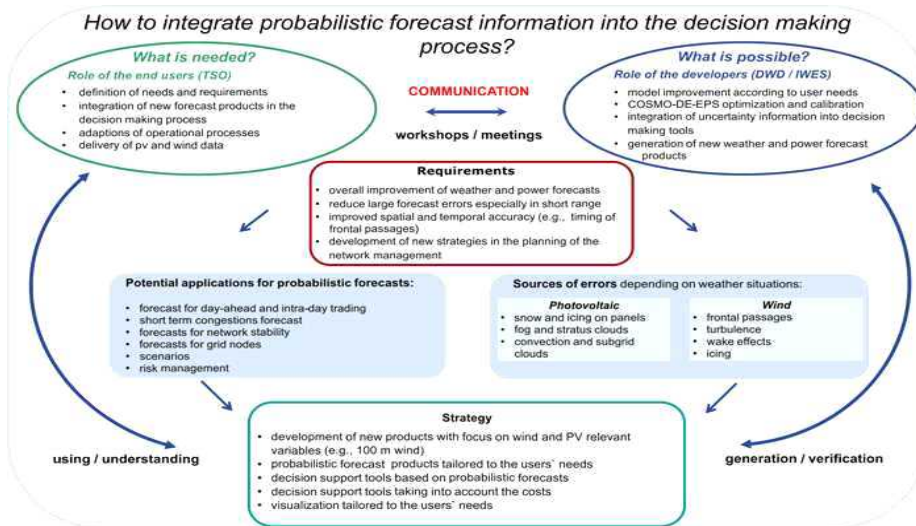 How to integrate probabilistic forecast information into the decision making
process?
What is needed?
Role of the end users (TSO)
• definition of needs and requirements
• integration of new forecast products in the
decision making process
• adaptions of operational processes
• delivery of pv and wind data
COMMUNICATION
workshops / meetings
What is possible?
Role of the developers (DWD / IWES)
• model improvement according to user needs
• COSMO-DE-EPS optimization and calibration
• integration of uncertainty information into decision
making tools
• generation of new weather and power forecast
products
Requirements
• overall improvement of weather and power forecasts
• reduce large forecast errors especially in short range
• improved spatial and temporal accuracy (e.g., timing of
frontal passages)
• development of new strategies in the planning of the
network management
Potential applications for probabilistic forecasts:
• forecast for day-ahead and intra-day trading
• short term congestions forecast
• forecasts for network stability
• forecasts for grid nodes
• scenarios
• risk management
Sources of errors depending on weather situations:
Photovoltaic
• snow and icing on panels
• fog and stratus clouds
• convection and subgrid
clouds
Wind
• frontal passages
• turbulence
• wake effects
• icing
Strategy
• development of new products with focus on wind and PV relevant
variables (e.g., 100 m wind)
• probabilistic forecast products tailored to the users` needs
• decision support tools based on probabilistic forecasts
• decision support tools taking into account the costs
• visualization tailored to the users` needs
using / understanding
generation / verification